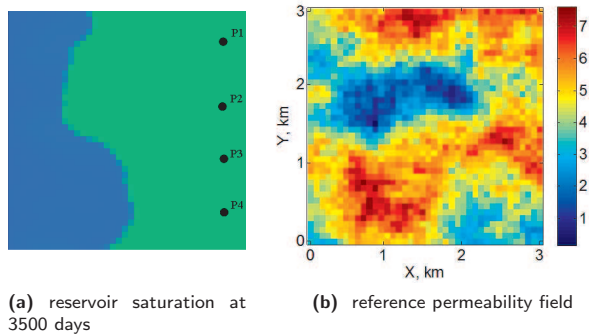 P1
P2
P3
P4
(a) reservoir saturation at
3500 days
3
2
1
0
Y, km
0 1 2 3
X, km
7
6
5
4
3
2
1
(b) reference permeability field